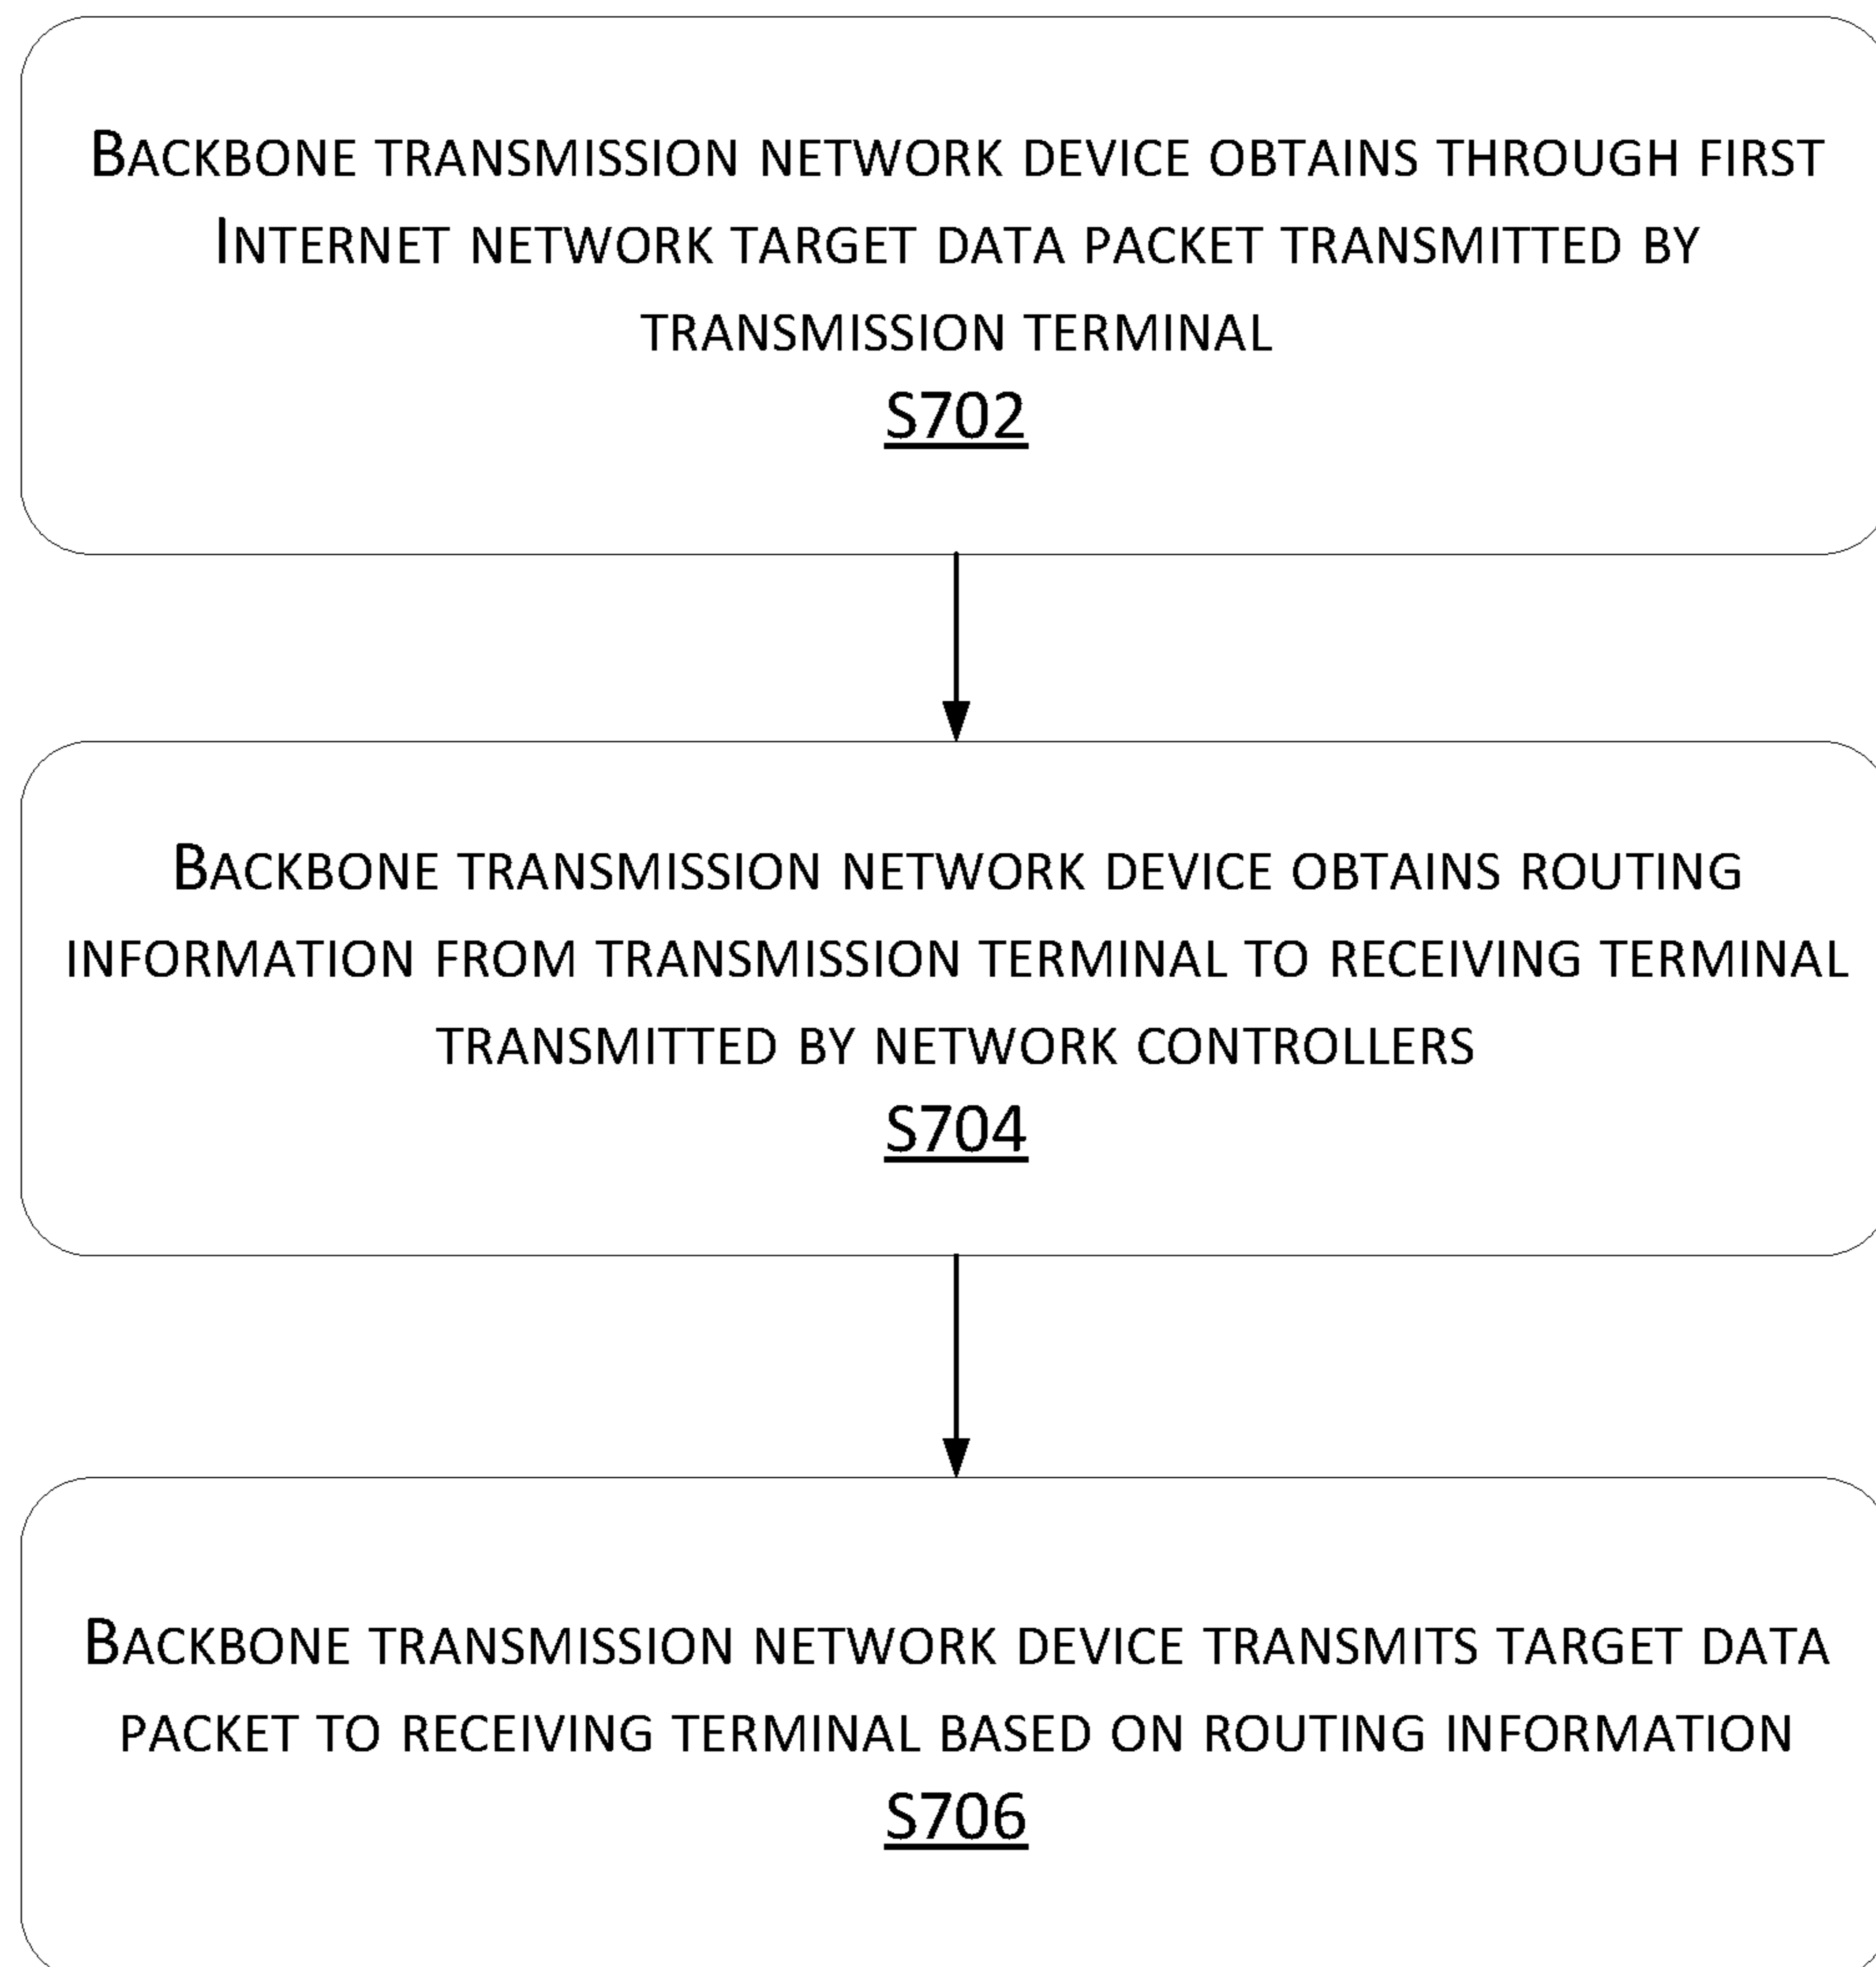 Backbone transmission network device obtains through first
Internet network target data packet transmitted by
transmission terminal
S702
Backbone transmission network device obtains routing
information from transmission terminal to receiving terminal
transmitted by network controllers
S704
Backbone transmission network device transmits target data
packet to receiving terminal based on routing information
S706